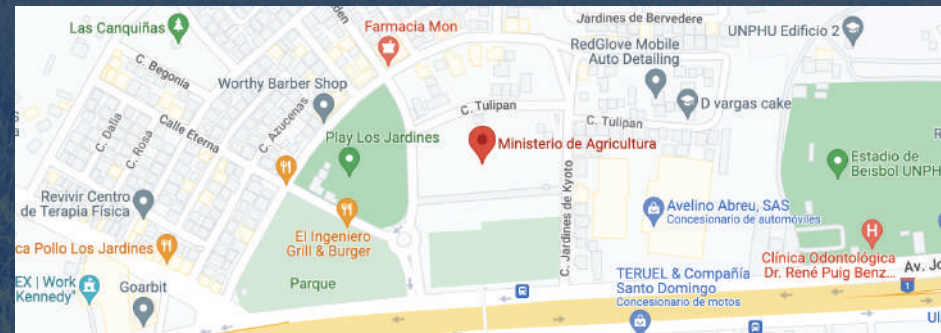 Las Canquiñas
Farmacia Mon
Jardines de Bervedere
UNPHU Edificio 2
RedGlove Mobile
Auto Detailing
C. Begonia
Worthy Barber Shop
C. Dalia
Calle Eterna
C. Azucenas
C. Tulipan
D vargas cake
C. Rosa
Play Los Jardines
C. Tulipan
Ministerio de Agricultura
Estadio de
Beisbol UNPH
Revivir Centro
de Terapia Física
C. Jardines de Kyoto
Avelino Abreu, SAS
Concesionario de automóviles
El Ingeniero
Grill & Burger
ca Pollo Los Jardines
Clínica Odontológica
Dr. René Puig Benz...
Av. Jo
EX | Work
Kennedy"
Goarbit
Parque
TERUEL & Compañía
Santo Domingo
Concesionario de motos
1
H